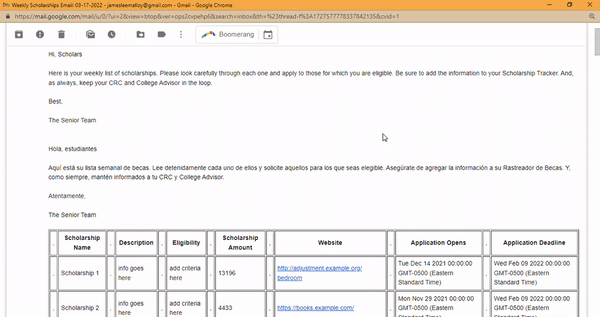 Weekly Scholarships Email: 03-17-2022 - jamesleemalloy@gmail.com - Gmail - Google Chrome
https://mail.google.com/mail/u/0/?ui=2&view=btop&ver=ops2cvpehp6&search=inbox&th=%23thread-f%3A1727577778337842135&cvid=1
Boomerang
Hi, Scholars
Here is your weekly list of scholarships. Please look carefully through each one and apply to those for which you are eligible. Be sure to add the information to your Scholarship Tracker. And,
as always, keep your CRC and College Advisor in the loop.
Best,
The Senior Team
Hola, estudiantes
Aquí está su lista semanal de becas. Lee detenidamente cada uno de ellos y solicite aquellos para los que seas elegible. Asegúrate de agregar la información a su Rastreador de Becas. Y,
como siempre, mantén informados a tu CRC y College Advisor.
Atentamente,
The Senior Team
Scholarship Name Description Eligibility Scholarship Amount Website Application Opens Application Deadline
Scholarship 1 info goes here add criteria here 13196 http://adjustment.example.org/bedroom Tue Dec 14 2021 00:00:00 GMT-0500 (Eastern Standard Time) Wed Feb 09 2022 00:00:00 GMT-0500 (Eastern Standard Time)
Scholarship 2 info goes here add criteria here 4433 https://books.example.com/ Mon Nov 29 2021 00:00:00 GMT-0500 (Eastern Wed Feb 09 2022 00:00:00 GMT-0500 (Eastern